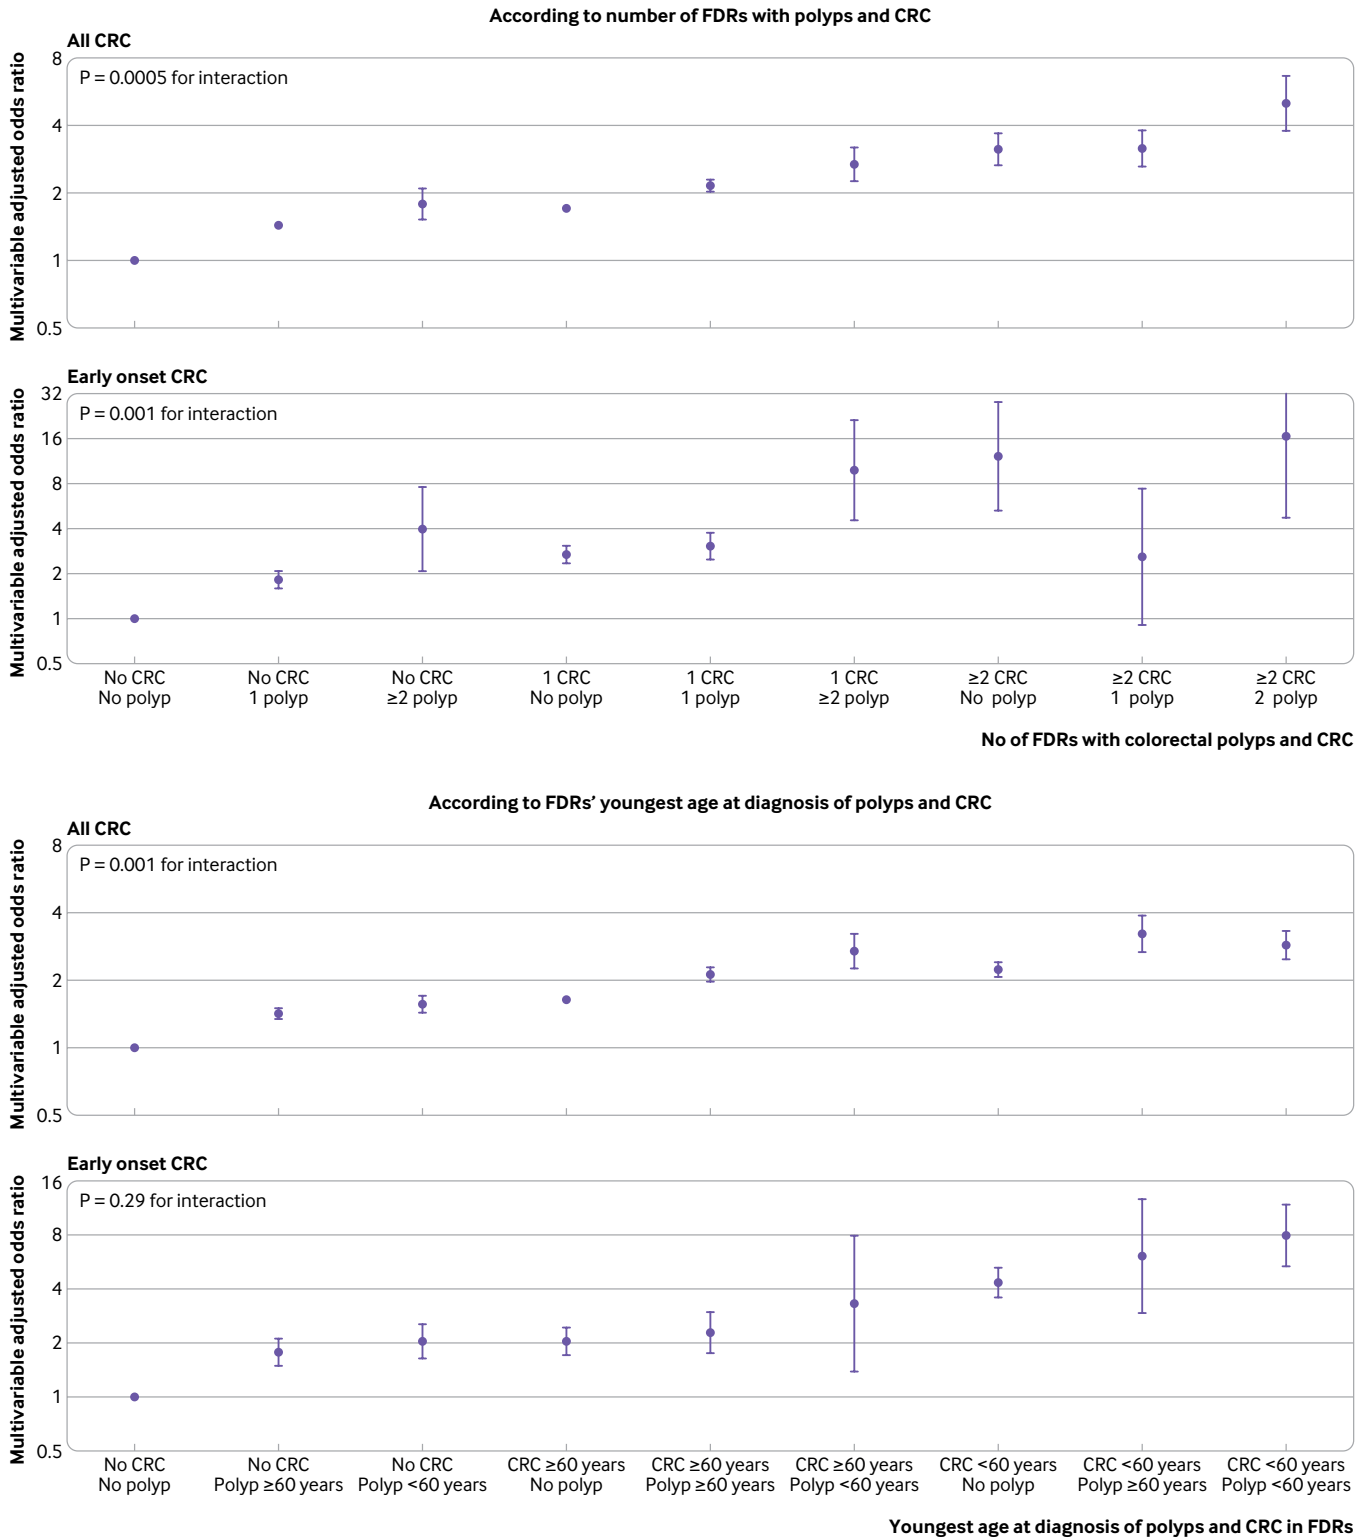 According to number of FDRs with polyps and CRC
All CRC
Multivariable adjusted odds ratio
8
4
2
1
0.5
P = 0.0005 for interaction
Early onset CRC
Multivariable adjusted odds ratio
32
16
8
4
2
1
0.5
P = 0.001 for interaction
No CRC
No polyp
No CRC
1 polyp
No CRC
≥2 polyp
1 CRC
No polyp
1 CRC
1 polyp
1 CRC
≥2 polyp
≥2 CRC
No polyp
≥2 CRC
1 polyp
≥2 CRC
2 polyp
No of FDRs with colorectal polyps and CRC
According to FDRs' youngest age at diagnosis of polyps and CRC
All CRC
Multivariable adjusted odds ratio
8
4
2
1
0.5
P = 0.001 for interaction
Early onset CRC
Multivariable adjusted odds ratio
16
8
4
2
1
0.5
P = 0.29 for interaction
No CRC
No polyp
No CRC
Polyp ≥60 years
No CRC
Polyp <60 years
CRC ≥60 years
No polyp
CRC ≥60 years
Polyp ≥60 years
CRC ≥60 years
Polyp <60 years
CRC <60 years
No polyp
CRC <60 years
Polyp ≥60 years
CRC <60 years
Polyp <60 years
Youngest age at diagnosis of polyps and CRC in FDRs